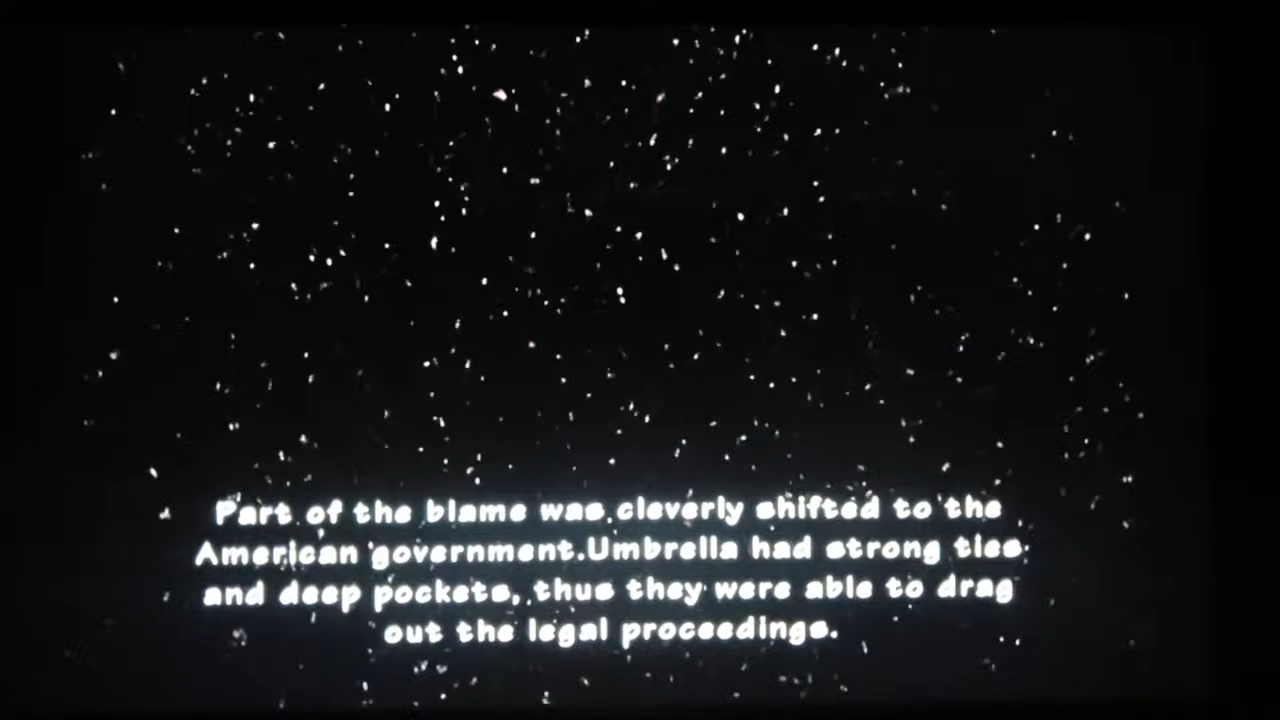 Part of the blame was cleverly shifted to the
American government.Umbrella had strong ties
and deep pockets, thus they were able to drag
out the legal proceedings.